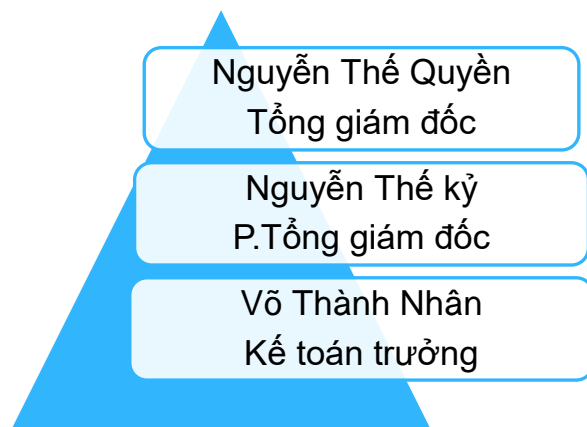 Nguyễn Thế Quyền
Tổng giám đốc
Nguyễn Thế kỷ
P.Tổng giám đốc
Võ Thành Nhân
Kế toán trưởng